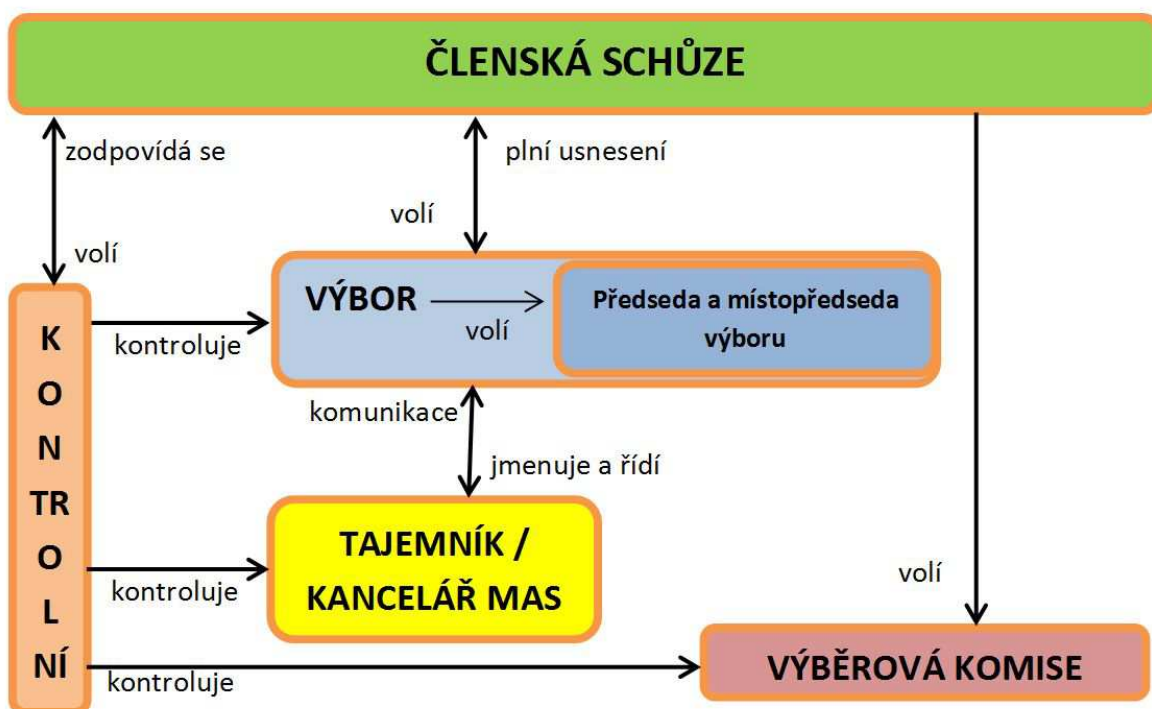 ČLENSKÁ SCHŮZE
zodpovídá se
plní usnesení
volí
volí
K
O
N
TR
O
L
NÍ
kontroluje
VÝBOR
volí
Předseda a místopředseda
výboru
komunikace
jmenuje a řídí
kontroluje
TAJEMNÍK /
KANCELÁŘ MAS
volí
kontroluje
VÝBĚROVÁ KOMISE